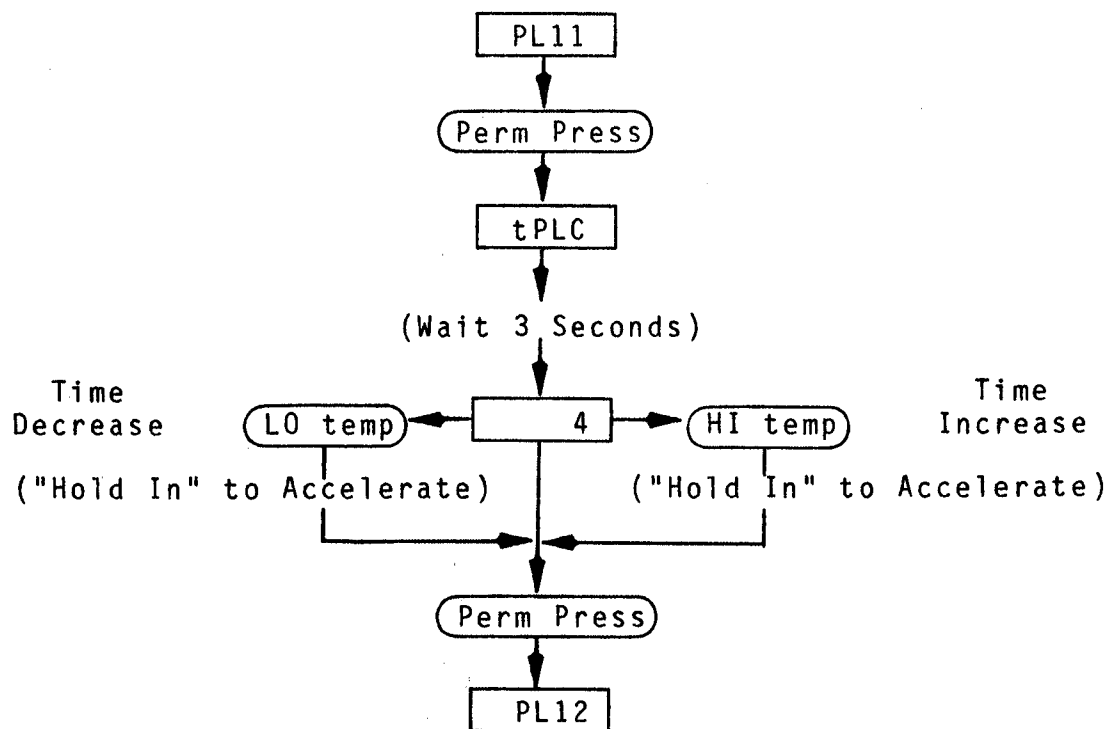 PL11
Perm Press
tPLC
(Wait 3 Seconds)
Time
Decrease
LO temp
4
HI temp
Time
Increase
("Hold In" to Accelerate)
("Hold In" to Accelerate)
Perm Press
PL12